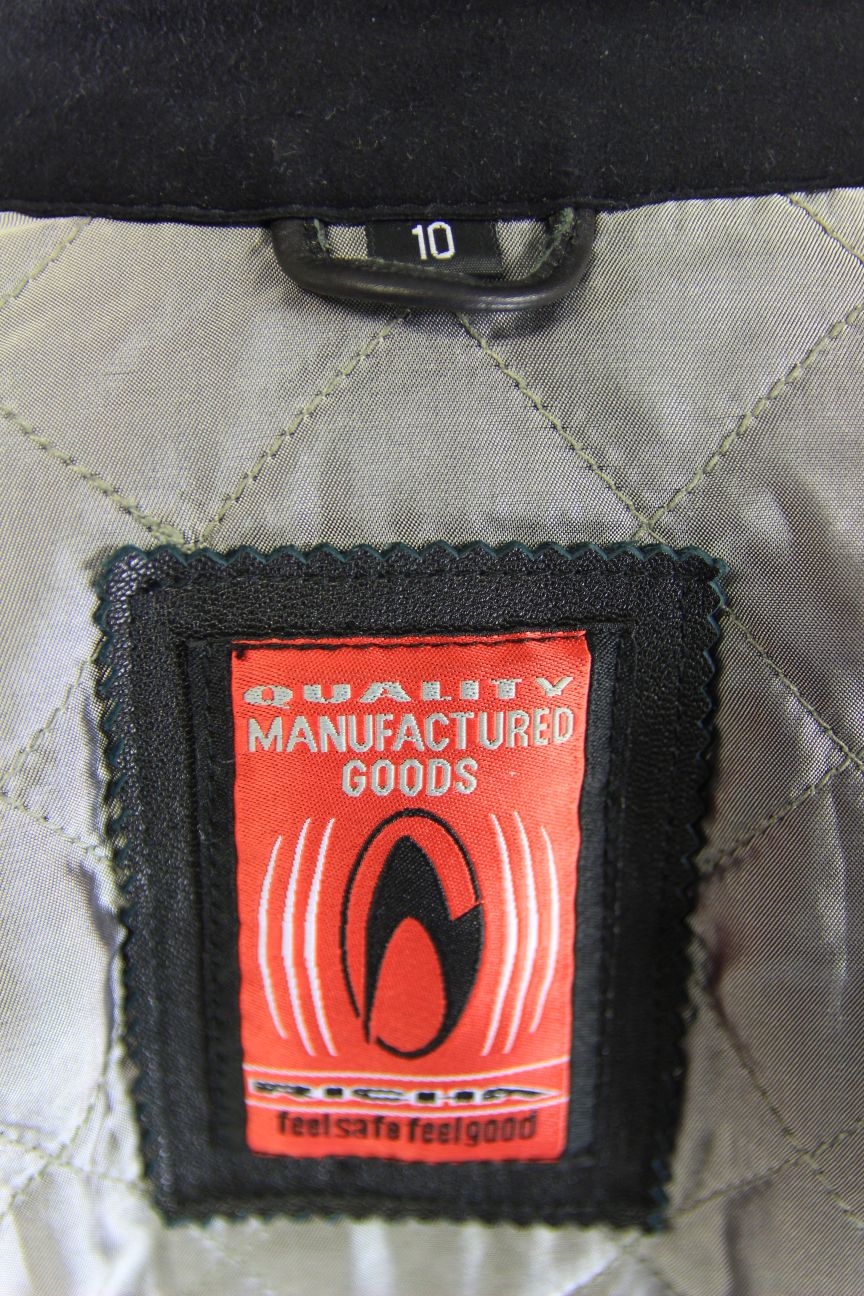 10
QUALITY
MANUFACTURED
GOODS
RICHA
feel safe feel good